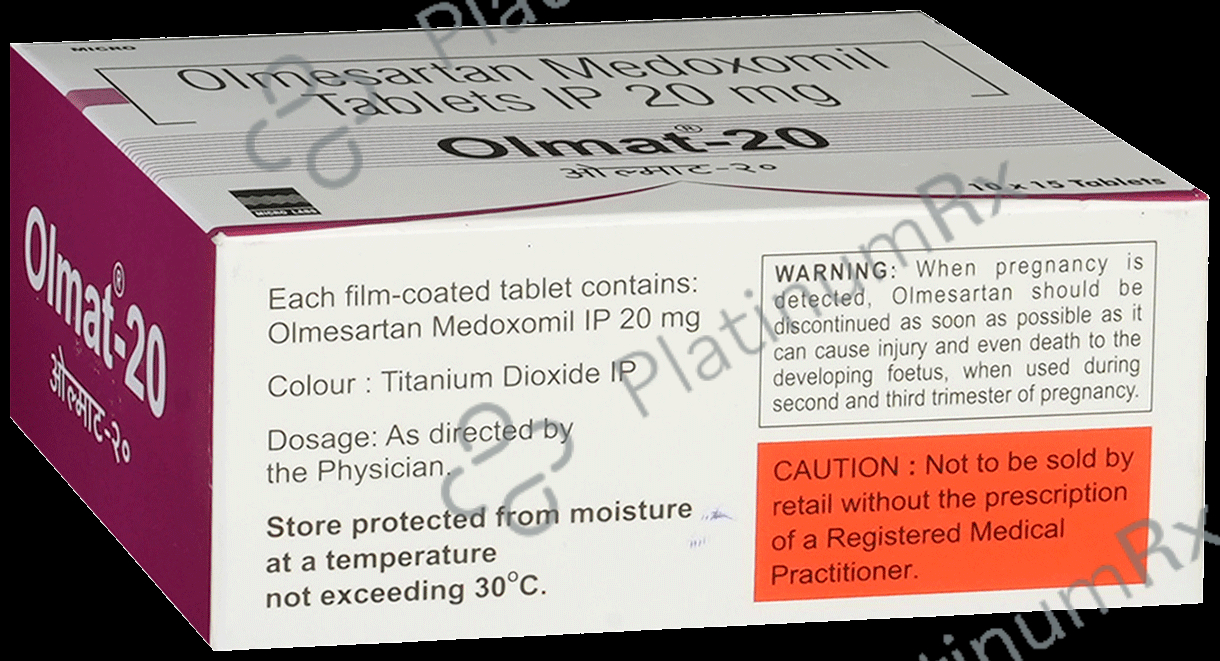 MICRO
Olmesartan Medoxomil
Tablets IP 20 mg
Olmat®-20
ओल्माट-२०
10 x 15 Tablets
MICRO LABS
Olmat®-20
ओल्माट-२०
Each film-coated tablet contains:
Olmesartan Medoxomil IP 20 mg
Colour : Titanium Dioxide IP
Dosage: As directed by
the Physician.
Store protected from moisture
at a temperature
not exceeding 30°C.
WARNING: When pregnancy is
detected, Olmesartan should be
discontinued as soon as possible as it
can cause injury and even death to the
developing foetus, when used during
second and third trimester of pregnancy.
CAUTION : Not to be sold by
retail without the prescription
of a Registered Medical
Practitioner.
Platinum
PlatinumRx
PlatinumRx
tinumRx